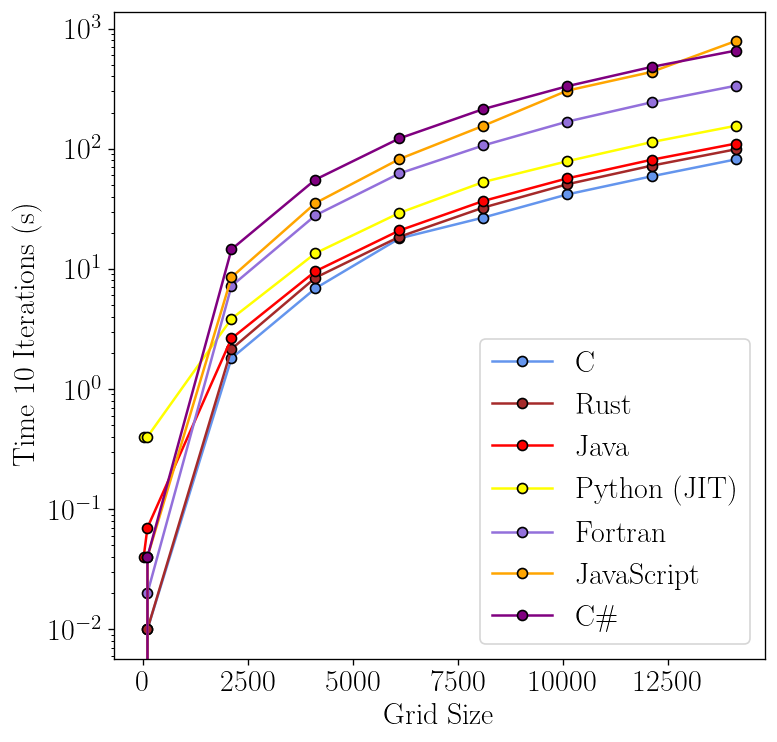 10³
10²
10¹
10⁰
10⁻¹
10⁻²
Time 10 Iterations (s)
C
Rust
Java
Python (JIT)
Fortran
JavaScript
C#
0 2500 5000 7500 10000 12500
Grid Size